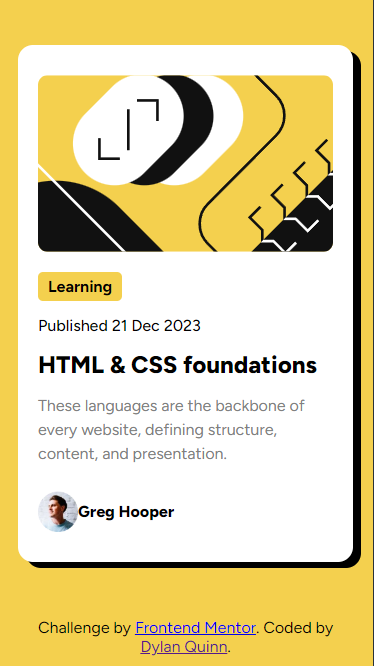 Learning
Published 21 Dec 2023
HTML & CSS foundations
These languages are the backbone of
every website, defining structure,
content, and presentation.
Greg Hooper
Challenge by Frontend Mentor. Coded by
Dylan Quinn.